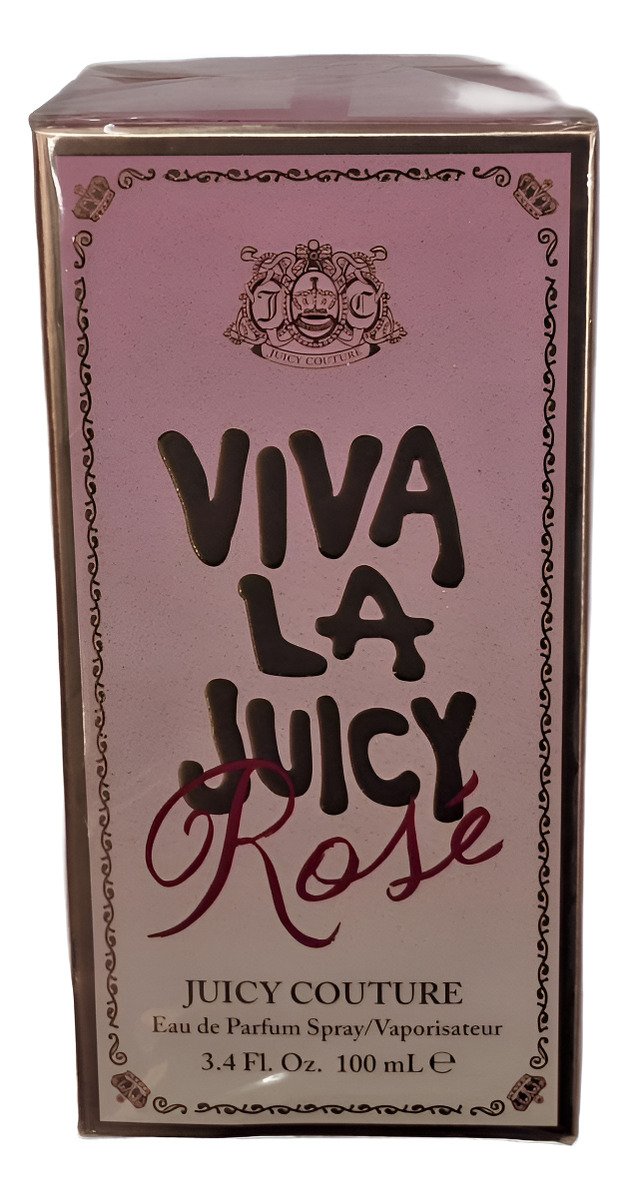 J C
JUICY COUTURE
VIVA
LA
JUICY
Rosé
JUICY COUTURE
Eau de Parfum Spray/Vaporisateur
3.4 Fl. Oz. 100 mL ℮